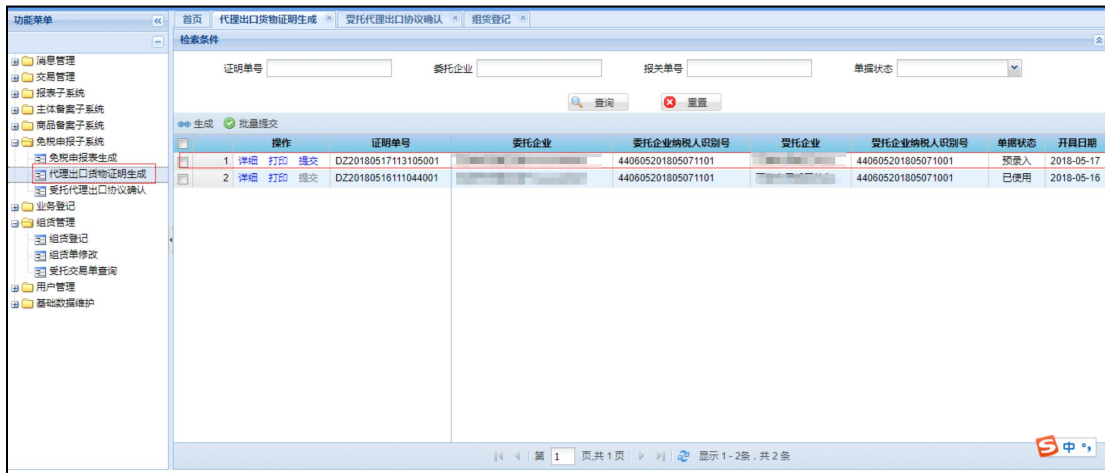 功能菜单
首页 代理出口货物证明生成 受托代理出口协议确认 组货登记
检索条件
消息管理
交易管理
报表子系统
主体备案子系统
商品备案子系统
免税申报子系统
免税申报表生成
代理出口货物证明生成
受托代理出口协议确认
业务登记
组货管理
组货登记
组货单修改
受托交易单查询
用户管理
基础数据维护
证明单号 委托企业 报关单号 单据状态
查询 重置
生成 批量提交
操作 证明单号 委托企业 委托企业纳税人识别号 受托企业 受托企业纳税人识别号 单据状态 开具日期
1 详细 打印 提交 DZ20180517113105001 440605201805071101 440605201805071001 预录入 2018-05-17
2 详细 打印 提交 DZ20180516111044001 440605201805071101 440605201805071001 已使用 2018-05-16
第 1 页,共 1 页 显示 1 - 2条，共 2 条
S 中